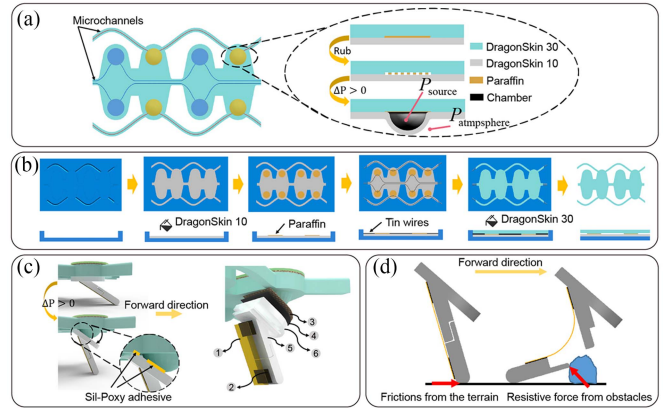 (a)
Microchannels
Rub
ΔP > 0
P source
P atmpsphere
DragonSkin 30
DragonSkin 10
Paraffin
Chamber
(b)
DragonSkin 10
Paraffin
Tin wires
DragonSkin 30
(c)
ΔP > 0
Forward direction
Sil-Poxy adhesive
1
2
3
4
5
6
(d)
Forward direction
Frictions from the terrain
Resistive force from obstacles